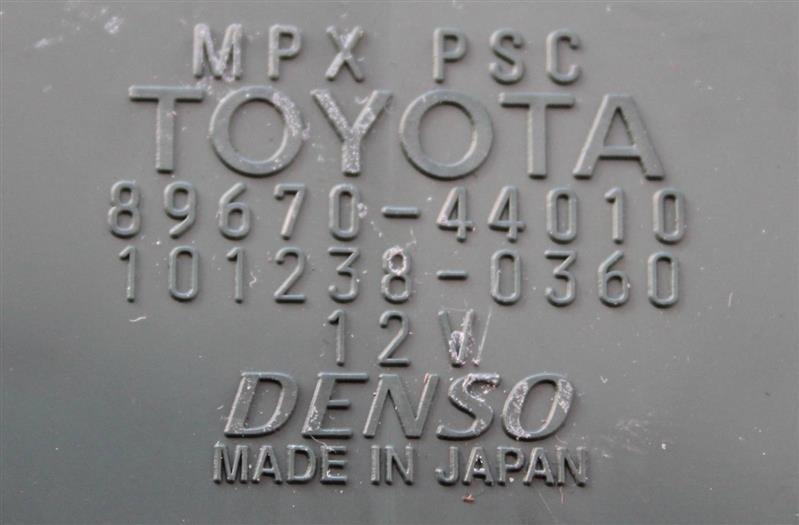 MPX PSC
TOYOTA
89670-44010
101238-0360
12V
DENSO
MADE IN JAPAN